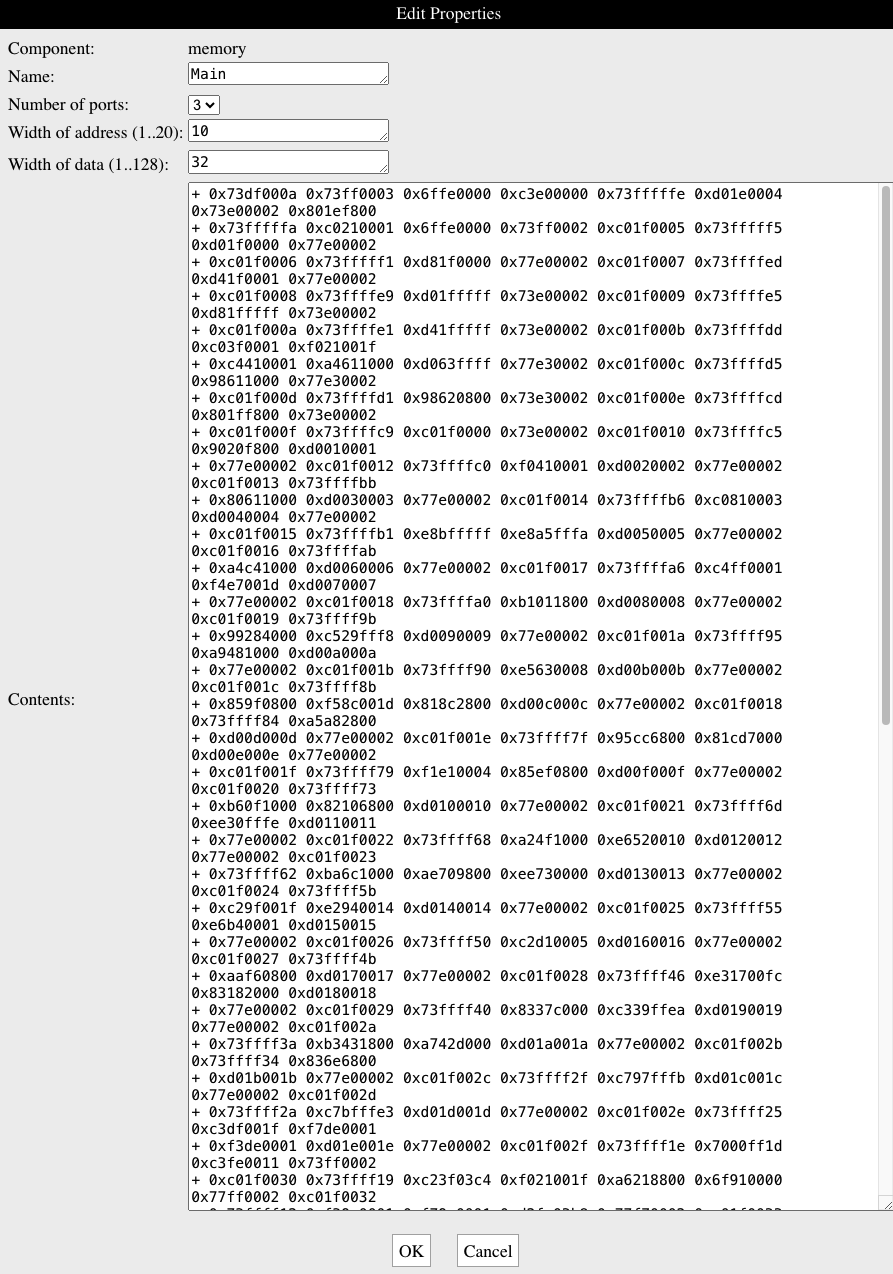 Edit Properties
Component: memory
Name: Main
Number of ports: 3
Width of address (1..20): 10
Width of data (1..128): 32
Contents:
+ 0x73df000a 0x73ff0003 0x6ffe0000 0xc3e00000 0x73fffffe 0xd01e0004
0x73e00002 0x801ef800
+ 0x73fffffa 0xc0210001 0x6ffe0000 0x73ff0002 0xc01f0005 0x73fffff5
0xd01f0000 0x77e00002
+ 0xc01f0006 0x73fffff1 0xd81f0000 0x77e00002 0xc01f0007 0x73ffffed
0xd41f0001 0x77e00002
+ 0xc01f0008 0x73ffffe9 0xd01fffff 0x73e00002 0xc01f0009 0x73ffffe5
0xd81fffff 0x73e00002
+ 0xc01f000a 0x73ffffe1 0xd41fffff 0x73e00002 0xc01f000b 0x73ffffdd
0xc03f0001 0xf021001f
+ 0xc4410001 0xa4611000 0xd063ffff 0x77e30002 0xc01f000c 0x73ffffd5
0x98611000 0x77e30002
+ 0xc01f000d 0x73ffffd1 0x98620800 0x73e30002 0xc01f000e 0x73ffffcd
0x801ff800 0x73e00002
+ 0xc01f000f 0x73ffffc9 0xc01f0000 0x73e00002 0xc01f0010 0x73ffffc5
0x9020f800 0xd0010001
+ 0x77e00002 0xc01f0012 0x73ffffc0 0xf0410001 0xd0020002 0x77e00002
0xc01f0013 0x73ffffbb
+ 0x80611000 0xd0030003 0x77e00002 0xc01f0014 0x73ffffb6 0xc0810003
0xd0040004 0x77e00002
+ 0xc01f0015 0x73ffffb1 0xe8bfffff 0xe8a5fffa 0xd0050005 0x77e00002
0xc01f0016 0x73ffffab
+ 0xa4c41000 0xd0060006 0x77e00002 0xc01f0017 0x73ffffa6 0xc4ff0001
0xf4e7001d 0xd0070007
+ 0x77e00002 0xc01f0018 0x73ffffa0 0xb1011800 0xd0080008 0x77e00002
0xc01f0019 0x73ffff9b
+ 0x99284000 0xc529fff8 0xd0090009 0x77e00002 0xc01f001a 0x73ffff95
0xa9481000 0xd00a000a
+ 0x77e00002 0xc01f001b 0x73ffff90 0xe5630008 0xd00b000b 0x77e00002
0xc01f001c 0x73ffff8b
+ 0x859f0800 0xf58c001d 0x818c2800 0xd00c000c 0x77e00002 0xc01f0018
0x73ffff84 0xa5a82800
+ 0xd00d000d 0x77e00002 0xc01f001e 0x73ffff7f 0x95cc6800 0x81cd7000
0xd00e000e 0x77e00002
+ 0xc01f001f 0x73ffff79 0xf1e10004 0x85ef0800 0xd00f000f 0x77e00002
0xc01f0020 0x73ffff73
+ 0xb60f1000 0x82106800 0xd0100010 0x77e00002 0xc01f0021 0x73ffff6d
0xee30fffe 0xd0110011
+ 0x77e00002 0xc01f0022 0x73ffff68 0xa24f1000 0xe6520010 0xd0120012
0x77e00002 0xc01f0023
+ 0x73ffff62 0xba6c1000 0xae709800 0xee730000 0xd0130013 0x77e00002
0xc01f0024 0x73ffff5b
+ 0xc29f001f 0xe2940014 0xd0140014 0x77e00002 0xc01f0025 0x73ffff55
0xe6b40001 0xd0150015
+ 0x77e00002 0xc01f0026 0x73ffff50 0xc2d10005 0xd0160016 0x77e00002
0xc01f0027 0x73ffff4b
+ 0xaaf60800 0xd0170017 0x77e00002 0xc01f0028 0x73ffff46 0xe31700fc
0x83182000 0xd0180018
+ 0x77e00002 0xc01f0029 0x73ffff40 0x8337c000 0xc339ffea 0xd0190019
0x77e00002 0xc01f002a
+ 0x73ffff3a 0xb3431800 0xa742d000 0xd01a001a 0x77e00002 0xc01f002b
0x73ffff34 0x836e6800
+ 0xd01b001b 0x77e00002 0xc01f002c 0x73ffff2f 0xc797fffb 0xd01c001c
0x77e00002 0xc01f002d
+ 0x73ffff2a 0xc7bfffe3 0xd01d001d 0x77e00002 0xc01f002e 0x73ffff25
0xc3df001f 0xf7de0001
+ 0xf3de0001 0xd01e001e 0x77e00002 0xc01f002f 0x73ffff1e 0x7000ff1d
0xc3fe0011 0x73ff0002
+ 0xc01f0030 0x73ffff19 0xc23f03c4 0xf021001f 0xa6218800 0x6f910000
0x77ff0002 0xc01f0032
OK Cancel